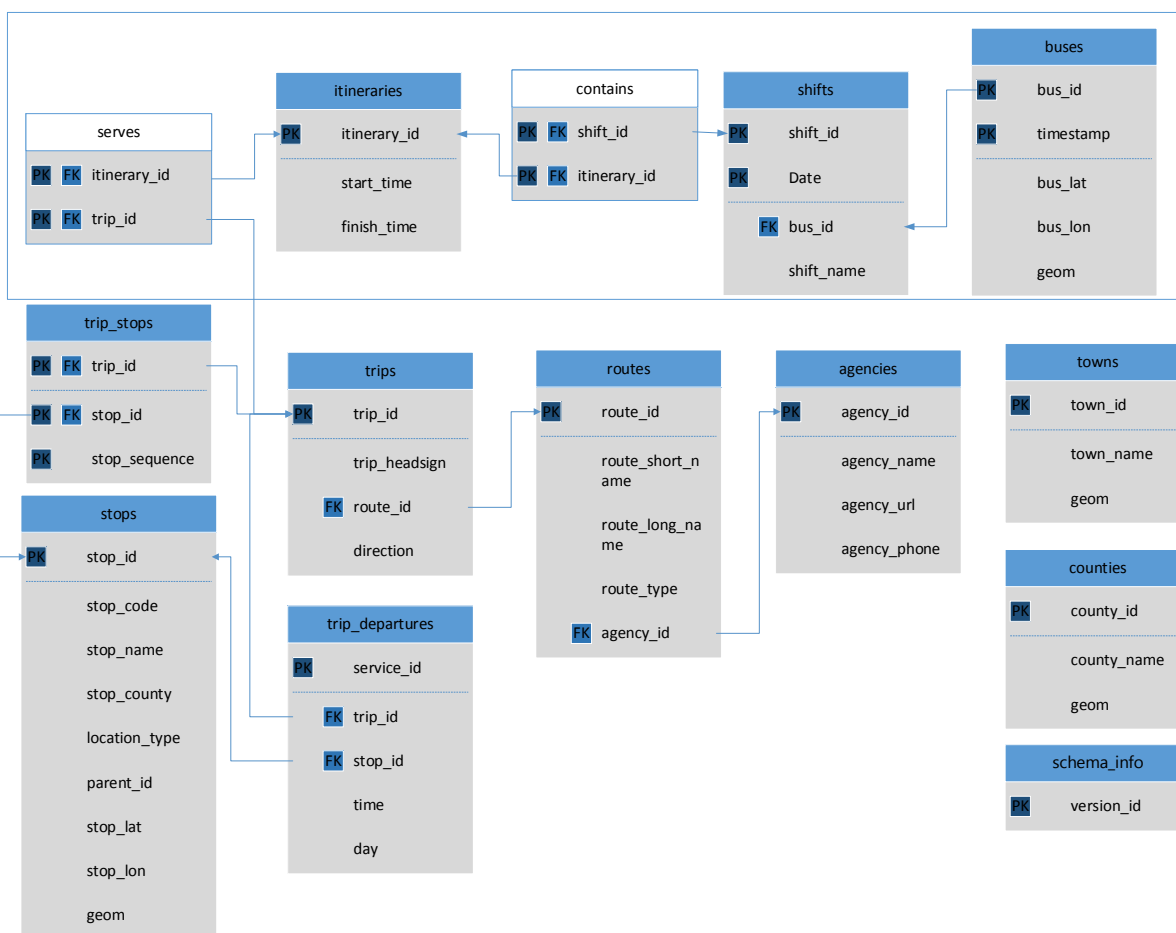 serves
PK FK itinerary_id
PK FK trip_id
itineraries
PK itinerary_id
start_time
finish_time
contains
PK FK shift_id
PK FK itinerary_id
shifts
PK shift_id
PK Date
FK bus_id
shift_name
buses
PK bus_id
PK timestamp
bus_lat
bus_lon
geom
trip_stops
PK FK trip_id
PK FK stop_id
PK stop_sequence
trips
PK trip_id
trip_headsign
FK route_id
direction
routes
PK route_id
route_short_n
ame
route_long_na
me
route_type
FK agency_id
agencies
PK agency_id
agency_name
agency_url
agency_phone
towns
PK town_id
town_name
geom
stops
PK stop_id
stop_code
stop_name
stop_county
location_type
parent_id
stop_lat
stop_lon
geom
trip_departures
PK service_id
FK trip_id
FK stop_id
time
day
counties
PK county_id
county_name
geom
schema_info
PK version_id